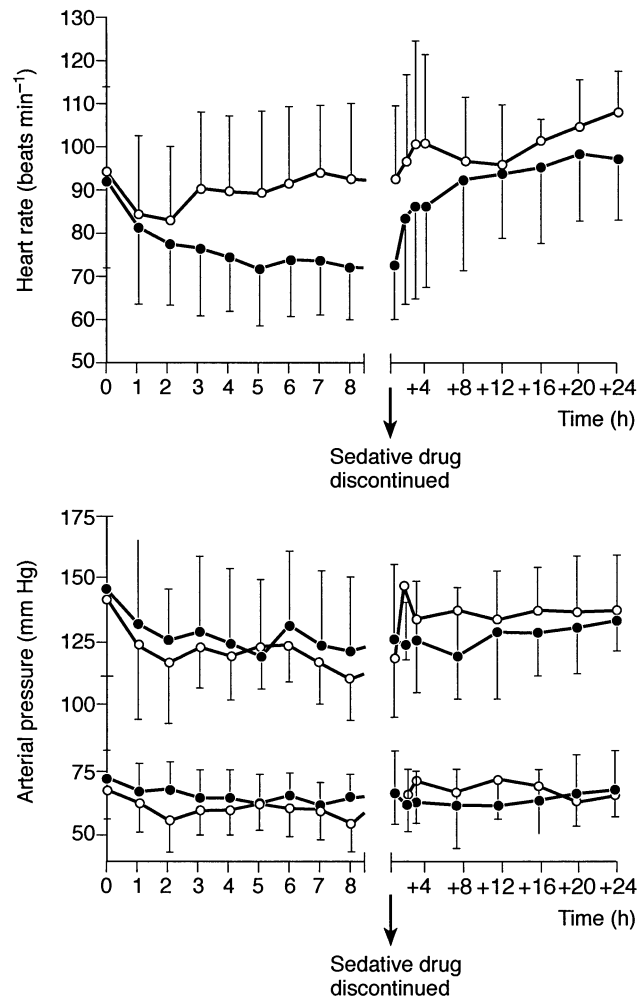 Heart rate (beats min⁻¹)
130
120
110
100
90
80
70
60
50
0 1 2 3 4 5 6 7 8 +4 +8 +12 +16 +20 +24
Time (h)
Sedative drug
discontinued
Arterial pressure (mm Hg)
175
150
125
100
75
50
0 1 2 3 4 5 6 7 8 +4 +8 +12 +16 +20 +24
Time (h)
Sedative drug
discontinued